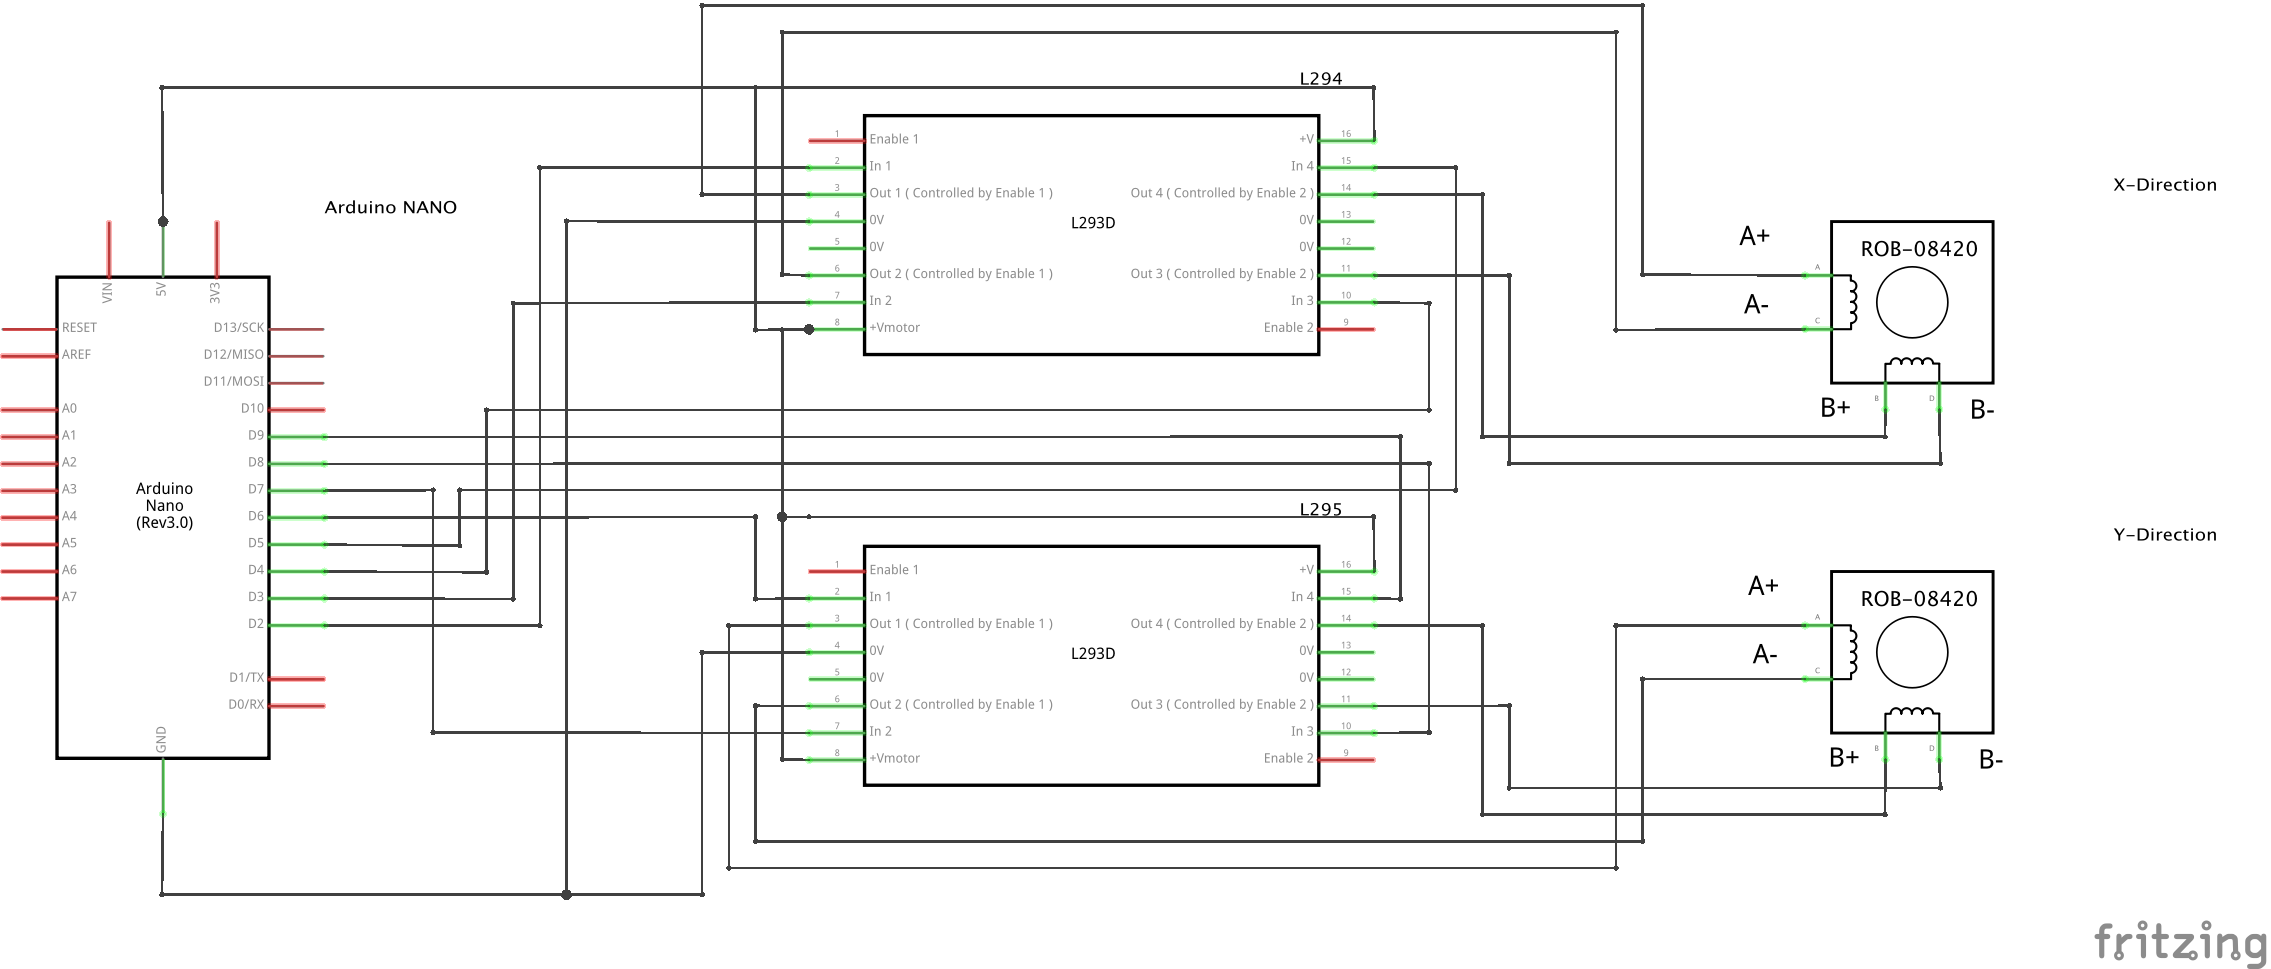 L294
1
Enable 1
+V
16
2
In 1
In 4
15
3
Out 1 ( Controlled by Enable 1 )
Out 4 ( Controlled by Enable 2 )
14
4
0V
L293D
0V
13
5
0V
0V
12
6
Out 2 ( Controlled by Enable 1 )
Out 3 ( Controlled by Enable 2 )
11
7
In 2
In 3
10
8
+Vmotor
Enable 2
9
X-Direction
A+
A-
ROB-08420
A
C
B+
B
D
B-
Arduino NANO
VIN
5V
3V3
RESET
D13/SCK
AREF
D12/MISO
D11/MOSI
A0
D10
A1
D9
A2
D8
A3
D7
Arduino
Nano
(Rev3.0)
A4
D6
A5
D5
A6
D4
A7
D3
D2
D1/TX
D0/RX
GND
L295
1
Enable 1
+V
16
2
In 1
In 4
15
3
Out 1 ( Controlled by Enable 1 )
Out 4 ( Controlled by Enable 2 )
14
4
0V
L293D
0V
13
5
0V
0V
12
6
Out 2 ( Controlled by Enable 1 )
Out 3 ( Controlled by Enable 2 )
11
7
In 2
In 3
10
8
+Vmotor
Enable 2
9
Y-Direction
A+
A-
ROB-08420
A
C
B+
B
D
B-
fritzing